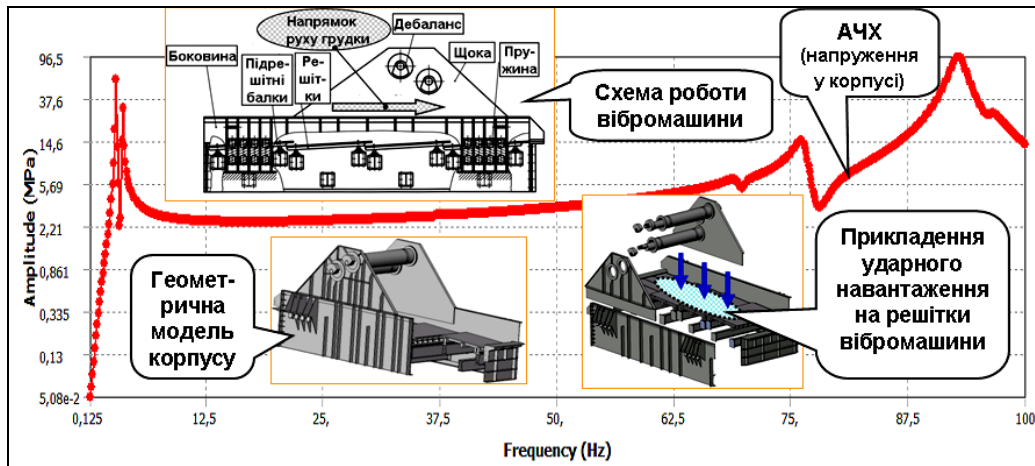 Напрямок
руху грудки
Дебаланс
Боковина
Підре-
шітні
балки
Ре-
шіт-
ки
Щока
Пру-
жина
Схема роботи
вібромашини
АЧХ
(напруження
у корпусі)
Геомет-
рична
модель
корпусу
Прикладення
ударного
навантаження
на решітки
вібромашини
Amplitude (MPa)
96,5
37,6
14,6
5,69
2,21
0,861
0,335
0,13
5,08e-2
0,125
12,5
25
37,5
50,
62,5
75,
87,5
100
Frequency (Hz)